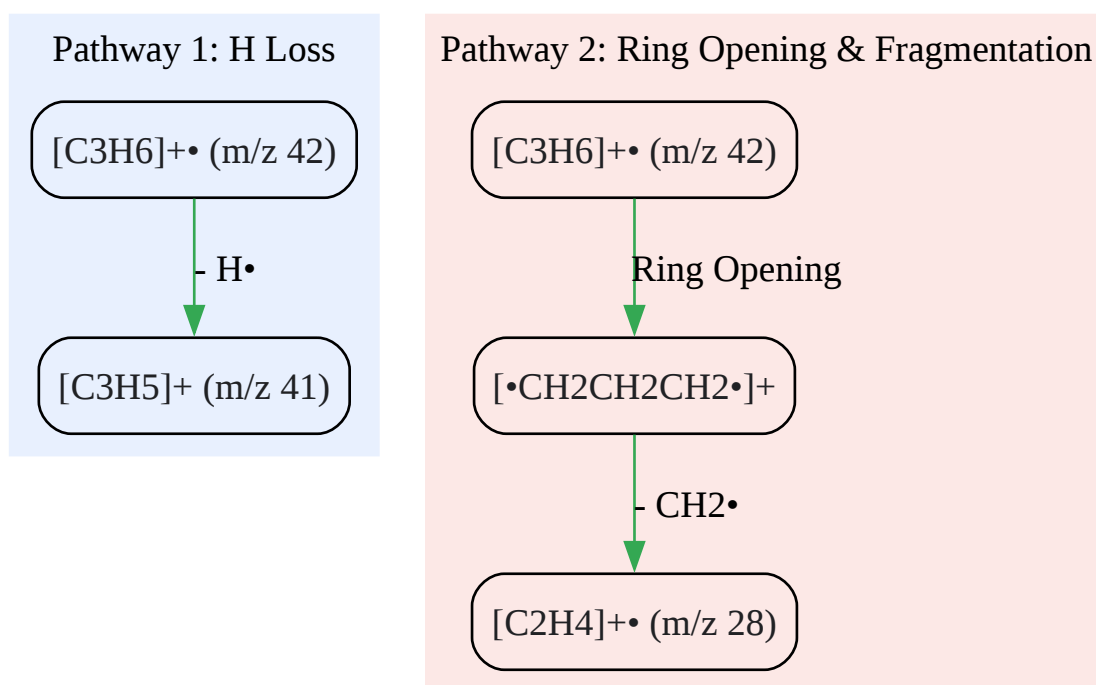 Pathway 1: H Loss
[C3H6]+• (m/z 42)
- H•
[C3H5]+ (m/z 41)
Pathway 2: Ring Opening & Fragmentation
[C3H6]+• (m/z 42)
Ring Opening
[•CH2CH2CH2•]+
- CH2•
[C2H4]+• (m/z 28)